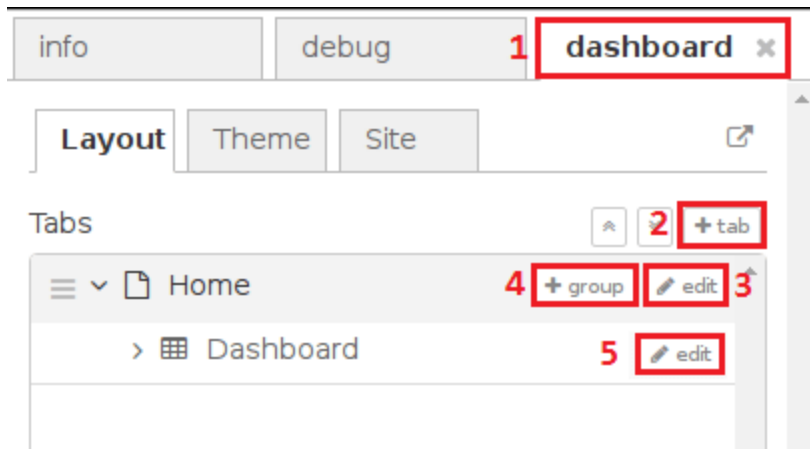 info debug 1 dashboard ×
Layout Theme Site
Tabs 2 + tab
Home 4 + group edit 3
Dashboard 5 edit